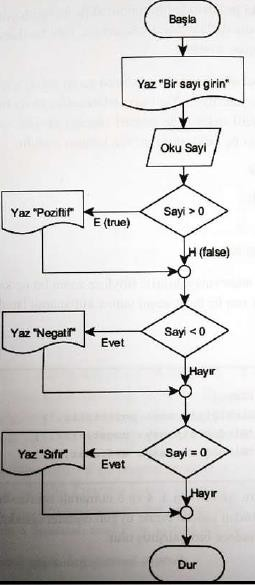 Başla
Yaz "Bir sayı girin"
Oku Sayi
Sayi > 0
Yaz "Poziftif"
E (true)
H (false)
Sayi < 0
Yaz "Negatif"
Evet
Hayır
Sayi = 0
Yaz "Sıfır"
Evet
Hayır
Dur